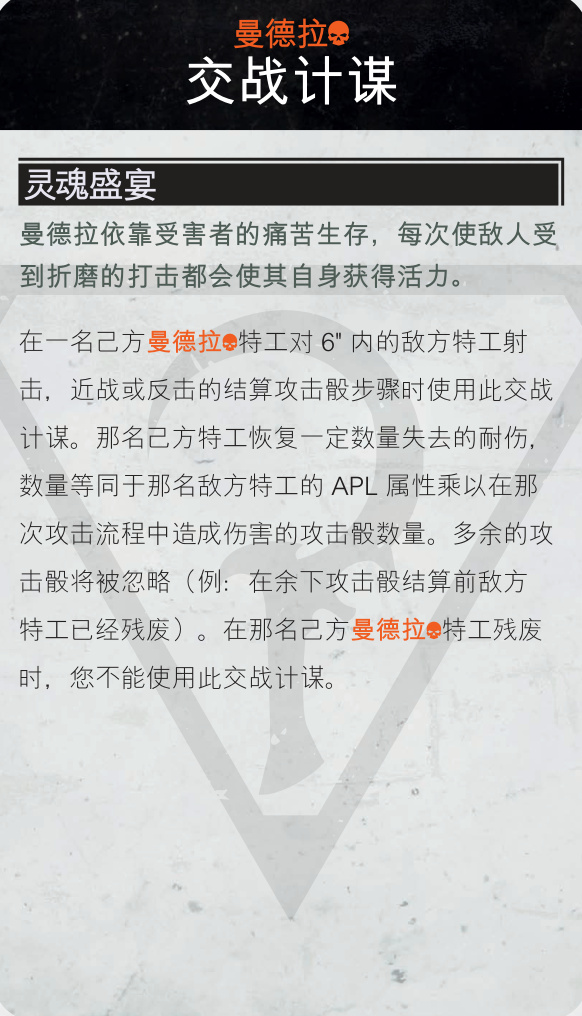 曼德拉
交战计谋
灵魂盛宴
曼德拉依靠受害者的痛苦生存，每次使敌人受
到折磨的打击都会使其自身获得活力。
在一名己方曼德拉特工对 6" 内的敌方特工射
击，近战或反击的结算攻击骰步骤时使用此交战
计谋。那名己方特工恢复一定数量失去的耐伤，
数量等同于那名敌方特工的 APL 属性乘以在那
次攻击流程中造成伤害的攻击骰数量。多余的攻
击骰将被忽略（例：在余下攻击骰结算前敌方
特工已经残废）。在那名己方曼德拉特工残废
时，您不能使用此交战计谋。